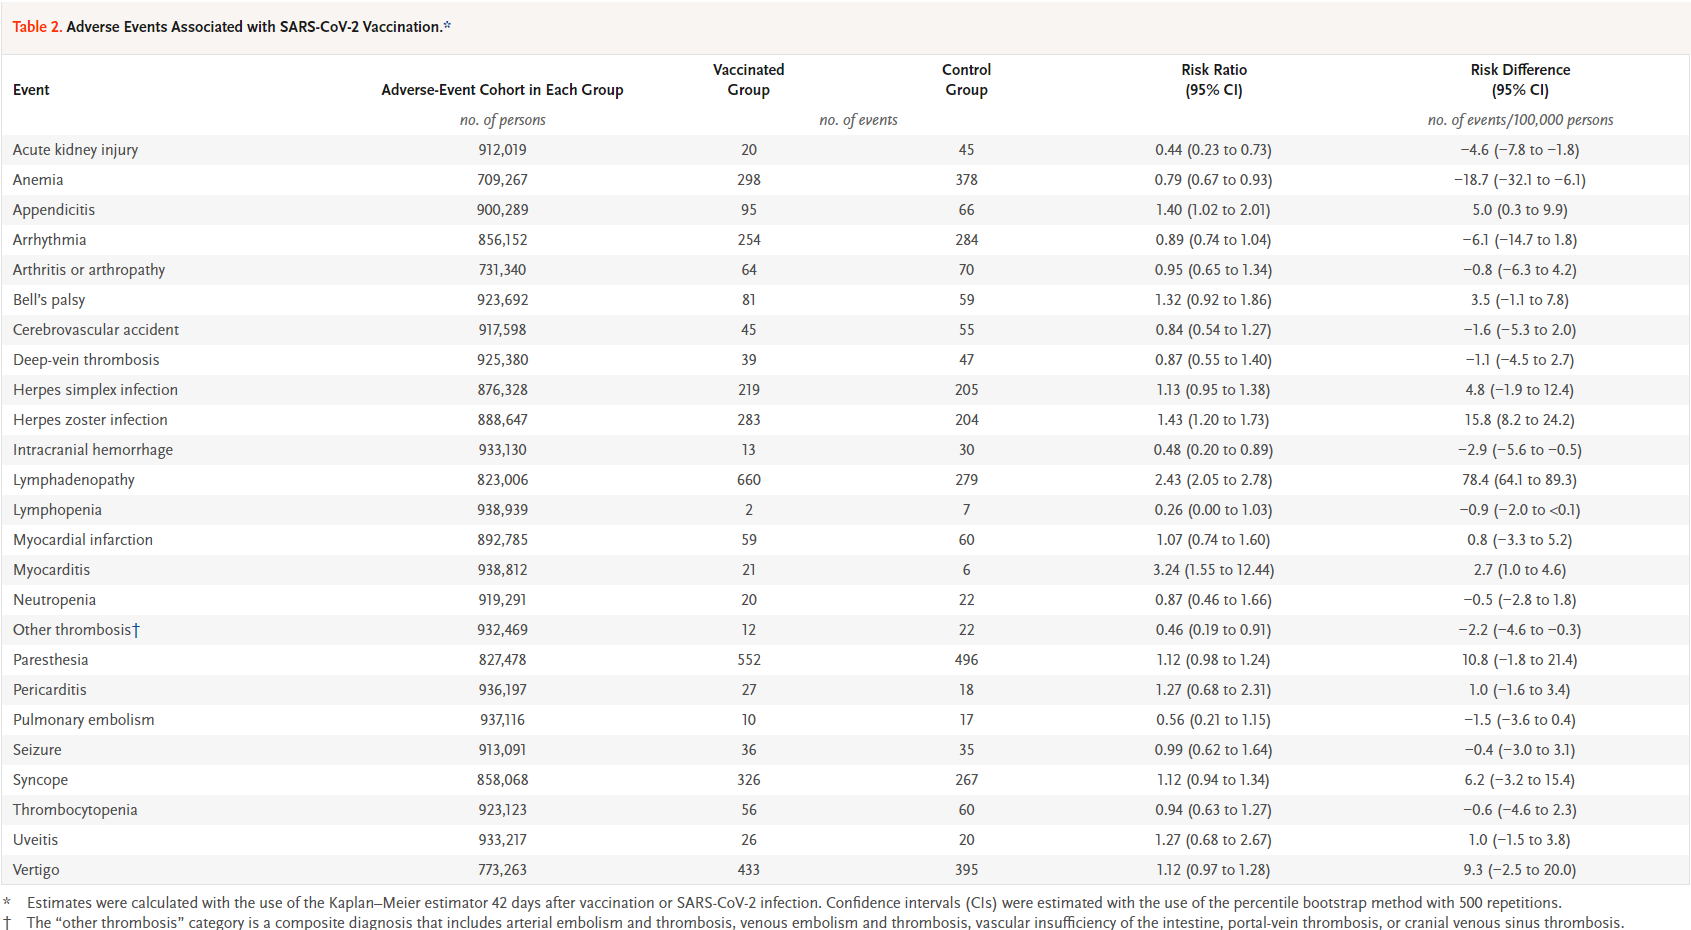 Table 2. Adverse Events Associated with SARS-CoV-2 Vaccination.*
Event Adverse-Event Cohort in Each Group Vaccinated Group Control Group Risk Ratio (95% CI) Risk Difference (95% CI)
no. of persons no. of events no. of events/100,000 persons
Acute kidney injury 912,019 20 45 0.44 (0.23 to 0.73) −4.6 (−7.8 to −1.8)
Anemia 709,267 298 378 0.79 (0.67 to 0.93) −18.7 (−32.1 to −6.1)
Appendicitis 900,289 95 66 1.40 (1.02 to 2.01) 5.0 (0.3 to 9.9)
Arrhythmia 856,152 254 284 0.89 (0.74 to 1.04) −6.1 (−14.7 to 1.8)
Arthritis or arthropathy 731,340 64 70 0.95 (0.65 to 1.34) −0.8 (−6.3 to 4.2)
Bell’s palsy 923,692 81 59 1.32 (0.92 to 1.86) 3.5 (−1.1 to 7.8)
Cerebrovascular accident 917,598 45 55 0.84 (0.54 to 1.27) −1.6 (−5.3 to 2.0)
Deep-vein thrombosis 925,380 39 47 0.87 (0.55 to 1.40) −1.1 (−4.5 to 2.7)
Herpes simplex infection 876,328 219 205 1.13 (0.95 to 1.38) 4.8 (−1.9 to 12.4)
Herpes zoster infection 888,647 283 204 1.43 (1.20 to 1.73) 15.8 (8.2 to 24.2)
Intracranial hemorrhage 933,130 13 30 0.48 (0.20 to 0.89) −2.9 (−5.6 to −0.5)
Lymphadenopathy 823,006 660 279 2.43 (2.05 to 2.78) 78.4 (64.1 to 89.3)
Lymphopenia 938,939 2 7 0.26 (0.00 to 1.03) −0.9 (−2.0 to <0.1)
Myocardial infarction 892,785 59 60 1.07 (0.74 to 1.60) 0.8 (−3.3 to 5.2)
Myocarditis 938,812 21 6 3.24 (1.55 to 12.44) 2.7 (1.0 to 4.6)
Neutropenia 919,291 20 22 0.87 (0.46 to 1.66) −0.5 (−2.8 to 1.8)
Other thrombosis† 932,469 12 22 0.46 (0.19 to 0.91) −2.2 (−4.6 to −0.3)
Paresthesia 827,478 552 496 1.12 (0.98 to 1.24) 10.8 (−1.8 to 21.4)
Pericarditis 936,197 27 18 1.27 (0.68 to 2.31) 1.0 (−1.6 to 3.4)
Pulmonary embolism 937,116 10 17 0.56 (0.21 to 1.15) −1.5 (−3.6 to 0.4)
Seizure 913,091 36 35 0.99 (0.62 to 1.64) −0.4 (−3.0 to 3.1)
Syncope 858,068 326 267 1.12 (0.94 to 1.34) 6.2 (−3.2 to 15.4)
Thrombocytopenia 923,123 56 60 0.94 (0.63 to 1.27) −0.6 (−4.6 to 2.3)
Uveitis 933,217 26 20 1.27 (0.68 to 2.67) 1.0 (−1.5 to 3.8)
Vertigo 773,263 433 395 1.12 (0.97 to 1.28) 9.3 (−2.5 to 20.0)
* Estimates were calculated with the use of the Kaplan–Meier estimator 42 days after vaccination or SARS-CoV-2 infection. Confidence intervals (CIs) were estimated with the use of the percentile bootstrap method with 500 repetitions.
† The “other thrombosis” category is a composite diagnosis that includes arterial embolism and thrombosis, venous embolism and thrombosis, vascular insufficiency of the intestine, portal-vein thrombosis, or cranial venous sinus thrombosis.